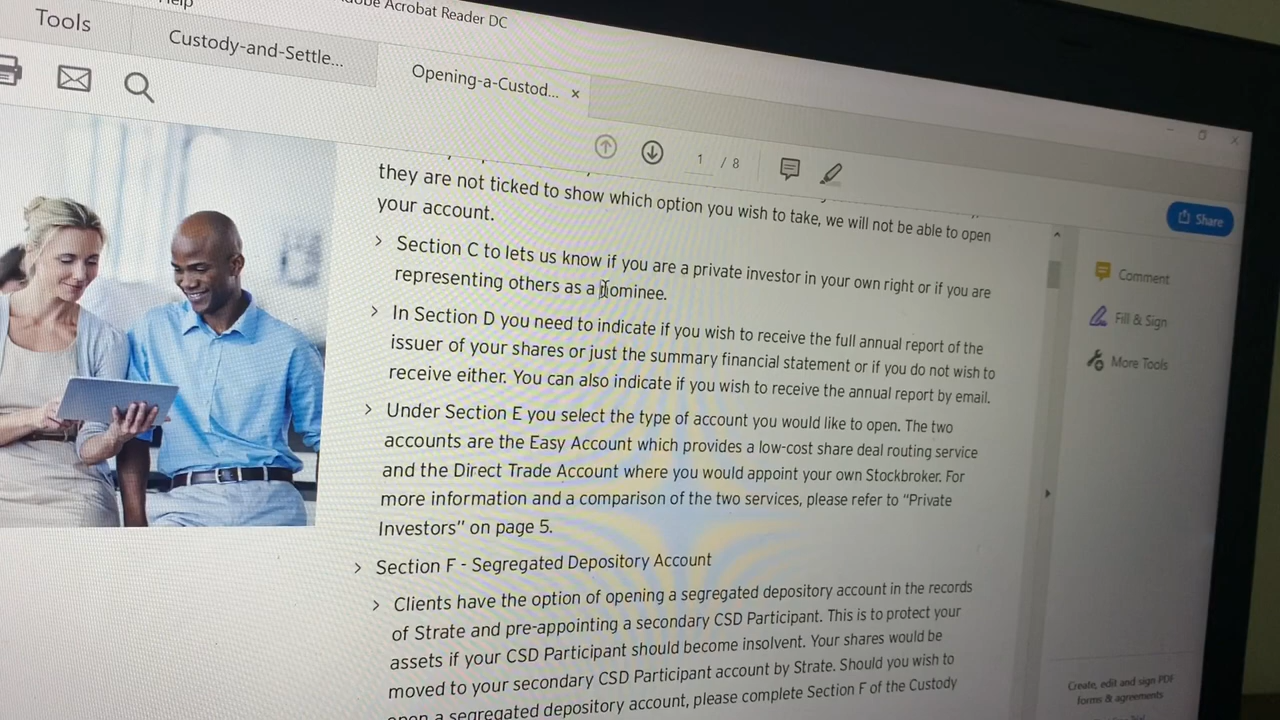 Help
Acrobat Reader DC
Tools
Custody-and-Settle...
Opening-a-Custod... ×
1 / 8
Share
they are not ticked to show which option you wish to take, we will not be able to open
your account.
> Section C to lets us know if you are a private investor in your own right or if you are
representing others as a nominee.
> In Section D you need to indicate if you wish to receive the full annual report of the
issuer of your shares or just the summary financial statement or if you do not wish to
receive either. You can also indicate if you wish to receive the annual report by email.
> Under Section E you select the type of account you would like to open. The two
accounts are the Easy Account which provides a low-cost share deal routing service
and the Direct Trade Account where you would appoint your own Stockbroker. For
more information and a comparison of the two services, please refer to "Private
Investors" on page 5.
> Section F - Segregated Depository Account
> Clients have the option of opening a segregated depository account in the records
of Strate and pre-appointing a secondary CSD Participant. This is to protect your
assets if your CSD Participant should become insolvent. Your shares would be
moved to your secondary CSD Participant account by Strate. Should you wish to
open a segregated depository account, please complete Section F of the Custody
Comment
Fill & Sign
More Tools
Create, edit and sign PDF
forms & agreements